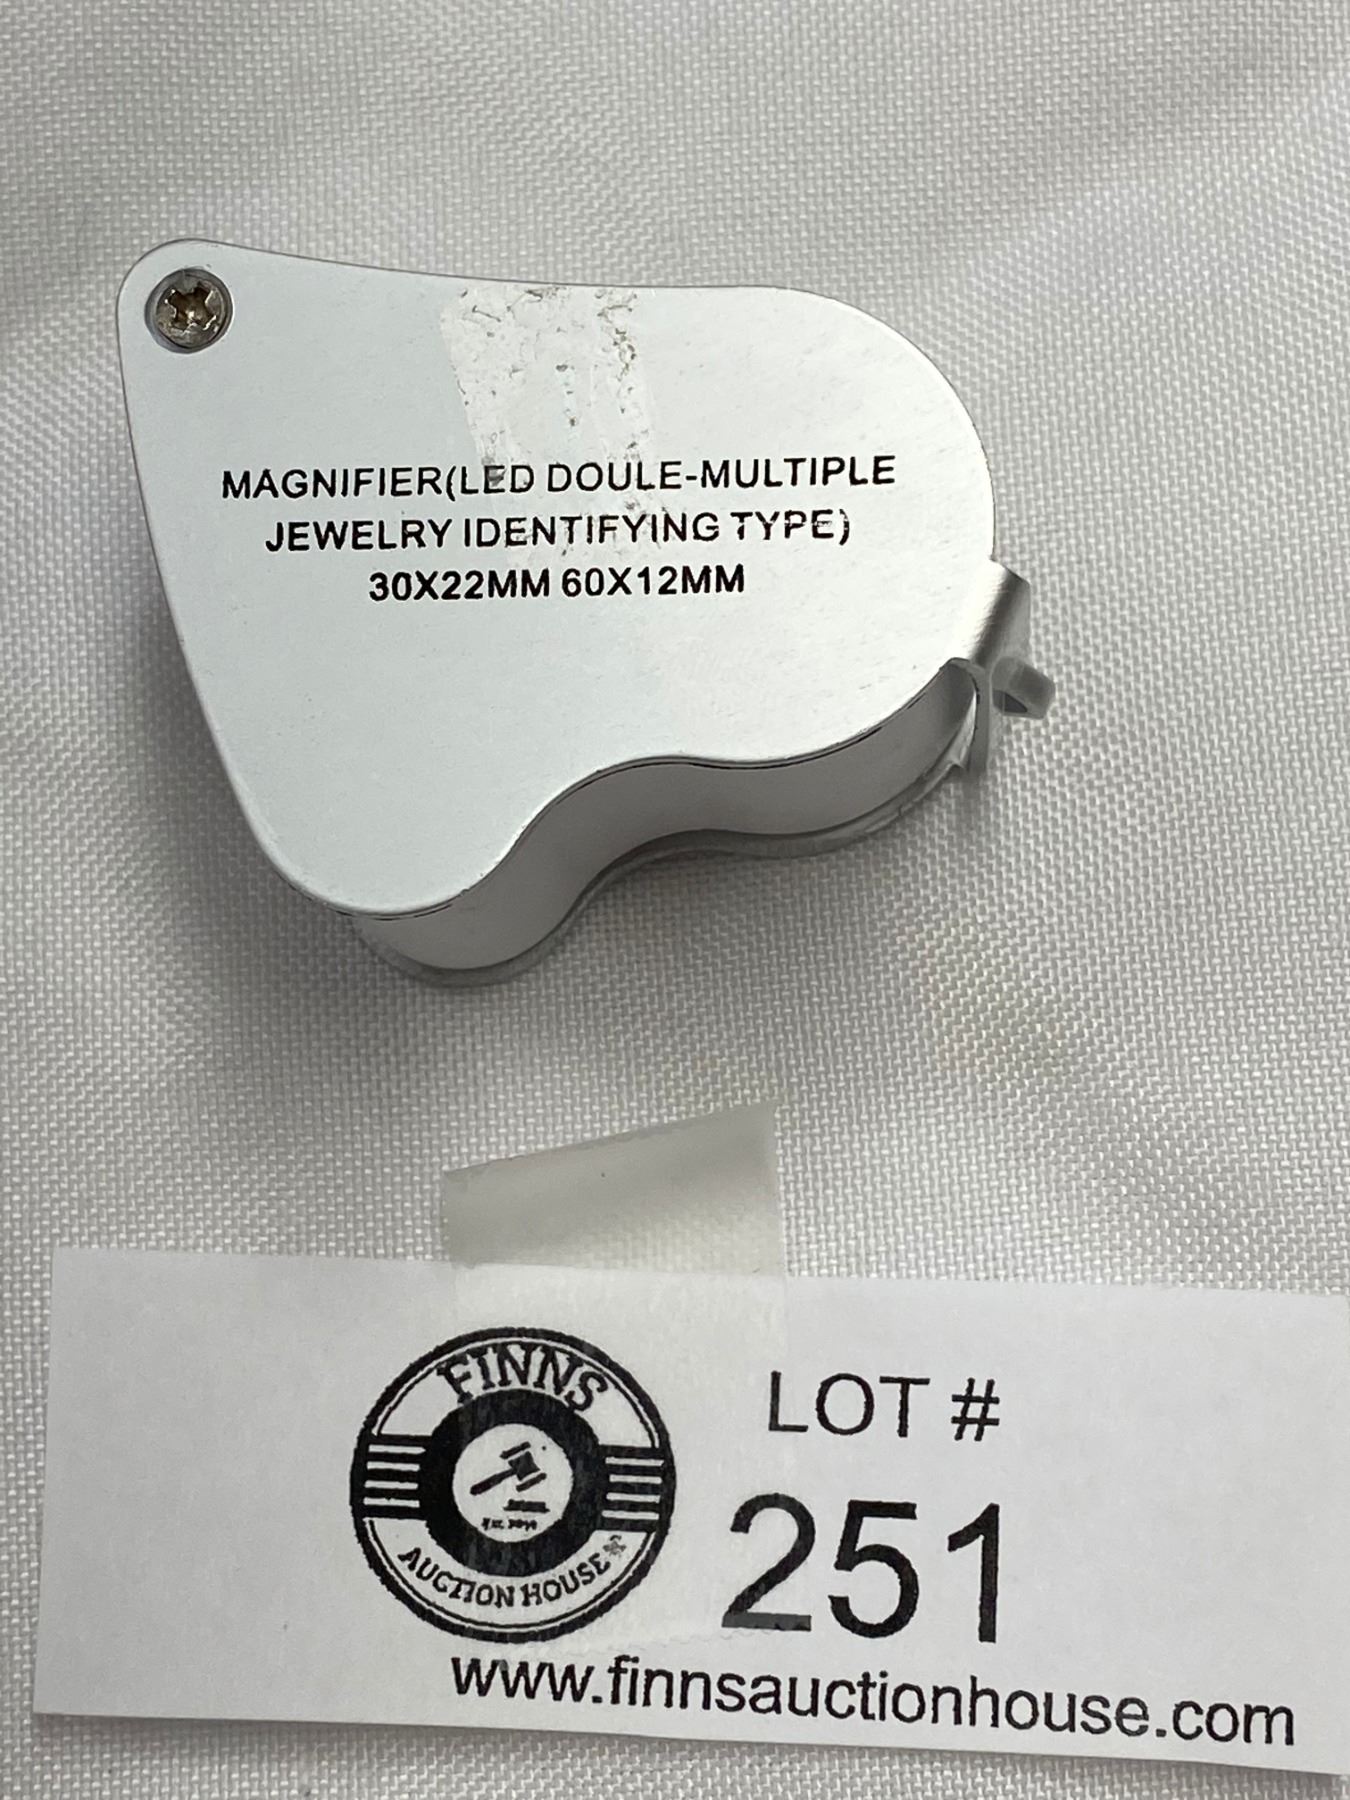 MAGNIFIER(LED DOULE-MULTIPLE
JEWELRY IDENTIFYING TYPE)
30X22MM 60X12MM
FINNS
AUCTION HOUSE
LOT #
251
www.finnsauctionhouse.com